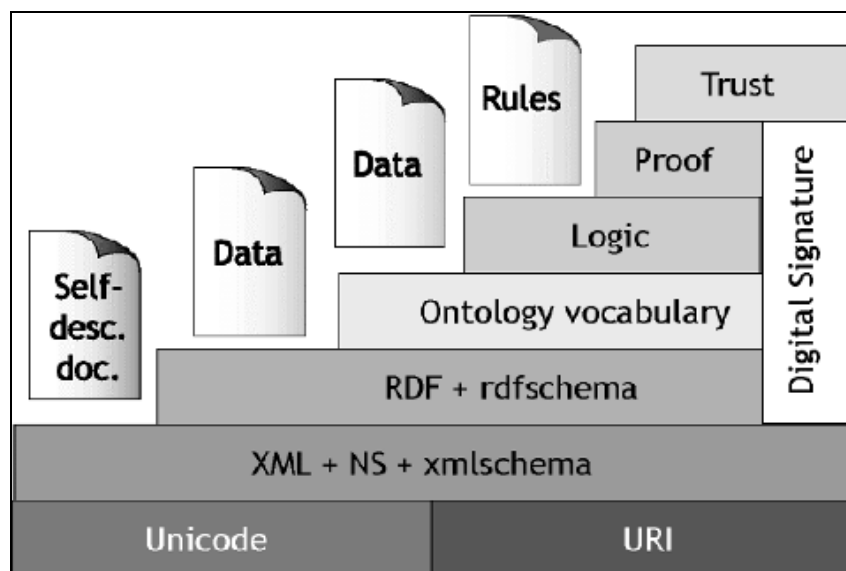 Rules
Trust
Data
Proof
Data
Logic
Self-
desc.
doc.
Ontology vocabulary
Digital Signature
RDF + rdfschema
XML + NS + xmlschema
Unicode
URI